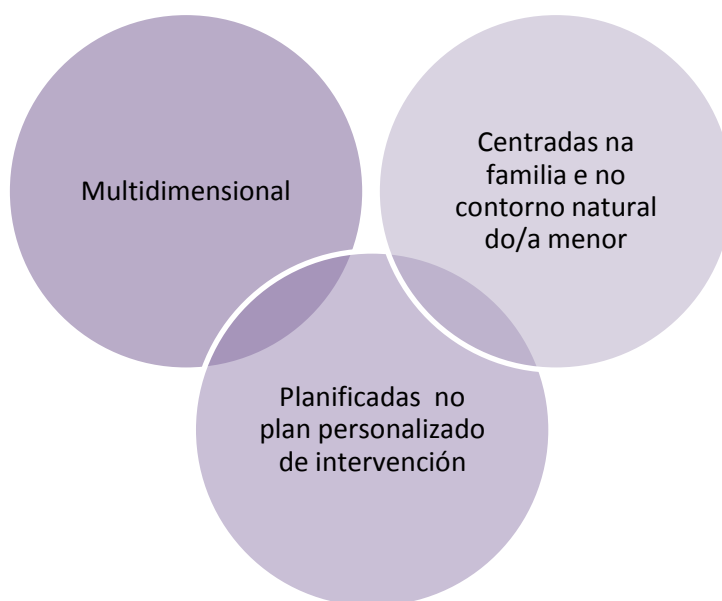 Multidimensional
Centradas na
familia e no
contorno natural
do/a menor
Planificadas no
plan personalizado
de intervención